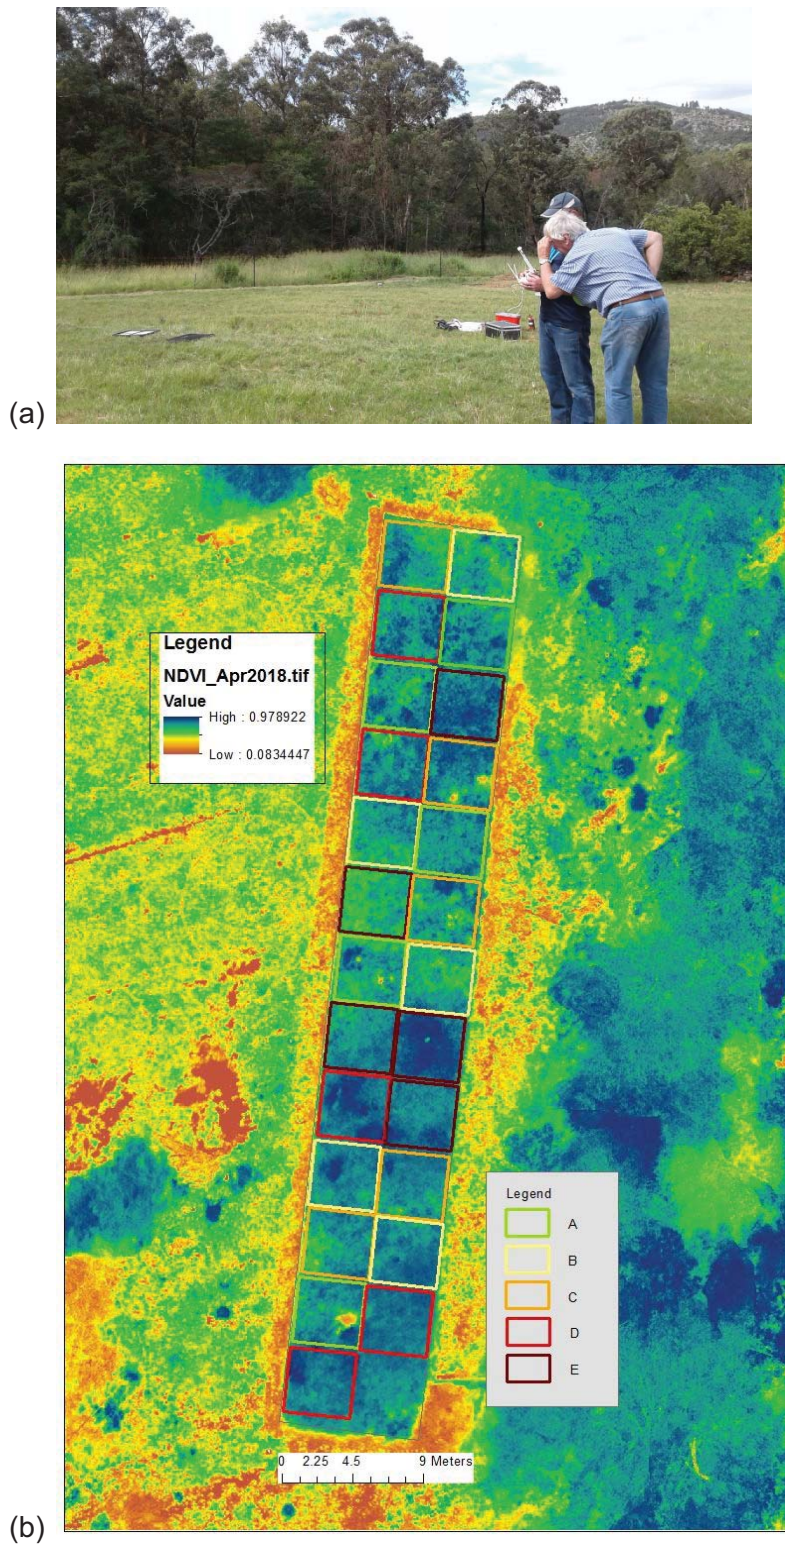 (a)
Legend
NDVI_Apr2018.tif
Value
High : 0.978922
Low : 0.0834447
Legend
A
B
C
D
E
0 2.25 4.5 9 Meters
(b)